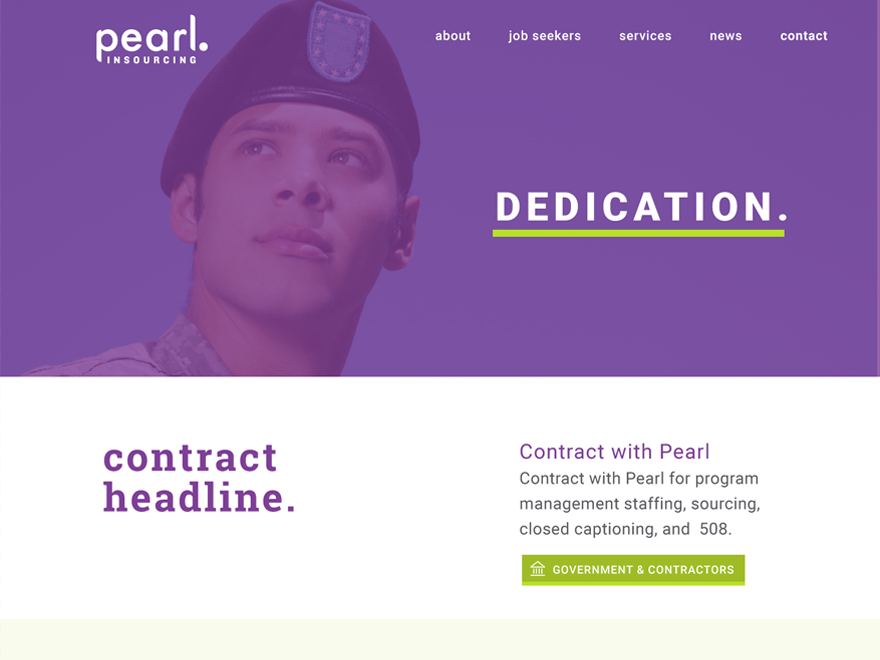 pearl.
INSOURCING
about job seekers services news contact
DEDICATION.
contract
headline.
Contract with Pearl
Contract with Pearl for program
management staffing, sourcing,
closed captioning, and  508.
GOVERNMENT & CONTRACTORS